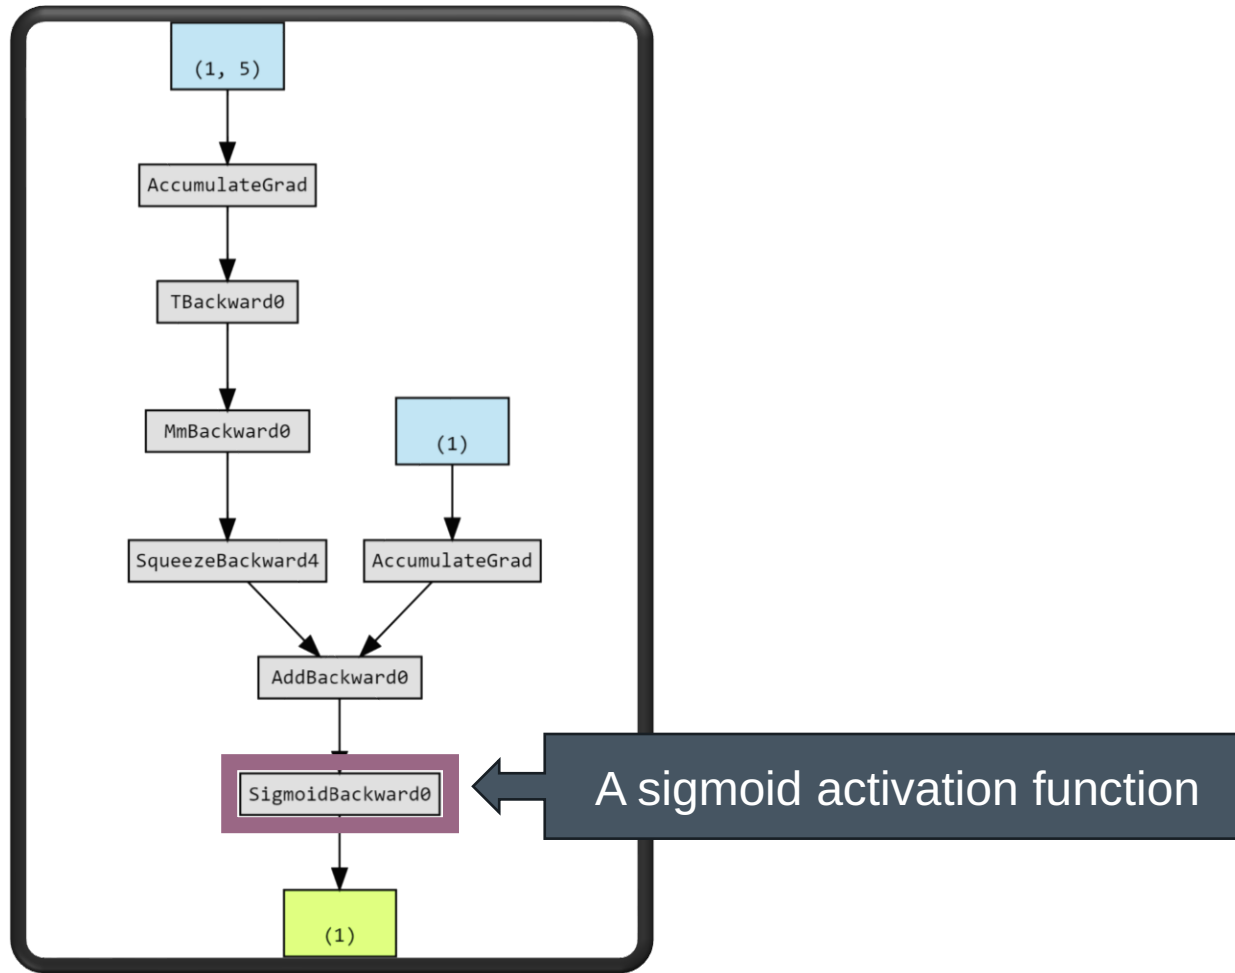 (1, 5)
AccumulateGrad
TBackward0
MmBackward0
(1)
SqueezeBackward4
AccumulateGrad
AddBackward0
SigmoidBackward0
A sigmoid activation function
(1)